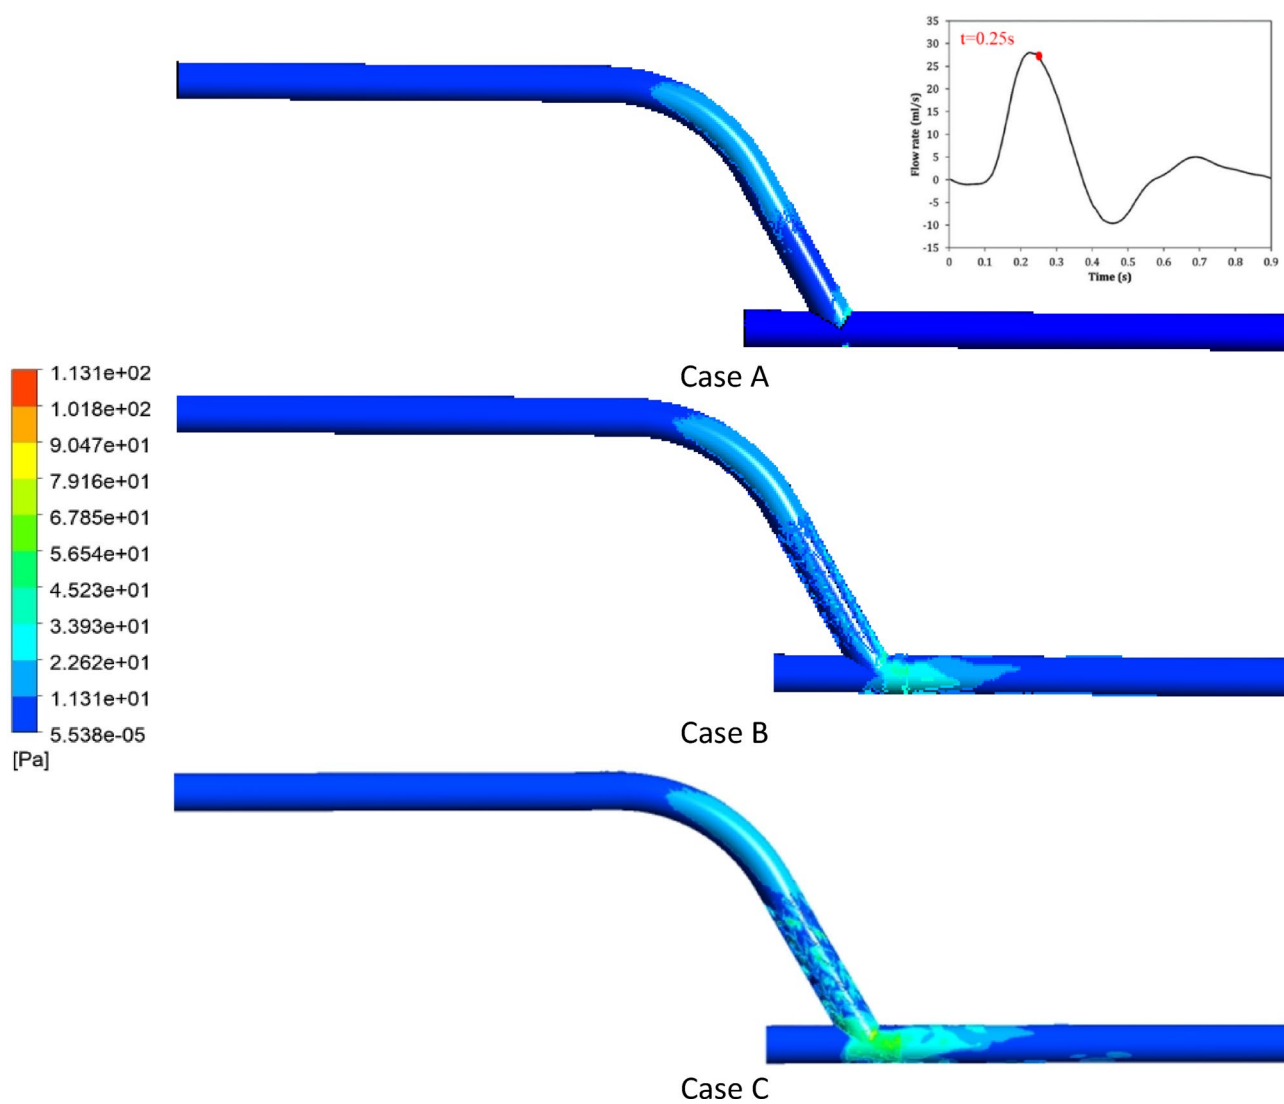 t=0.25s
35
30
25
20
15
10
5
0
-5
-10
-15
Flow rate (ml/s)
0 0.1 0.2 0.3 0.4 0.5 0.6 0.7 0.8 0.9
Time (s)
Case A
1.131e+02
1.018e+02
9.047e+01
7.916e+01
6.785e+01
5.654e+01
4.523e+01
3.393e+01
2.262e+01
1.131e+01
5.538e-05
[Pa]
Case B
Case C